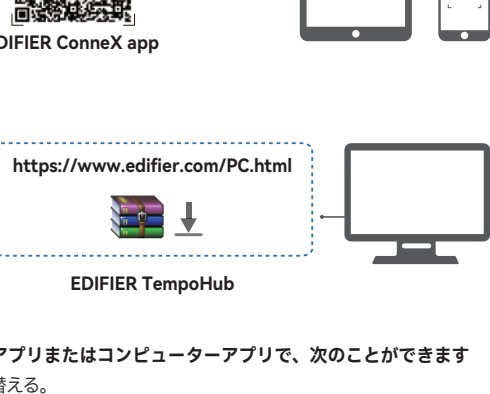 DIFIER ConneX app
https://www.edifier.com/PC.html
EDIFIER TempoHub
アプリまたはコンピューターアプリで、次のことができます
替える。